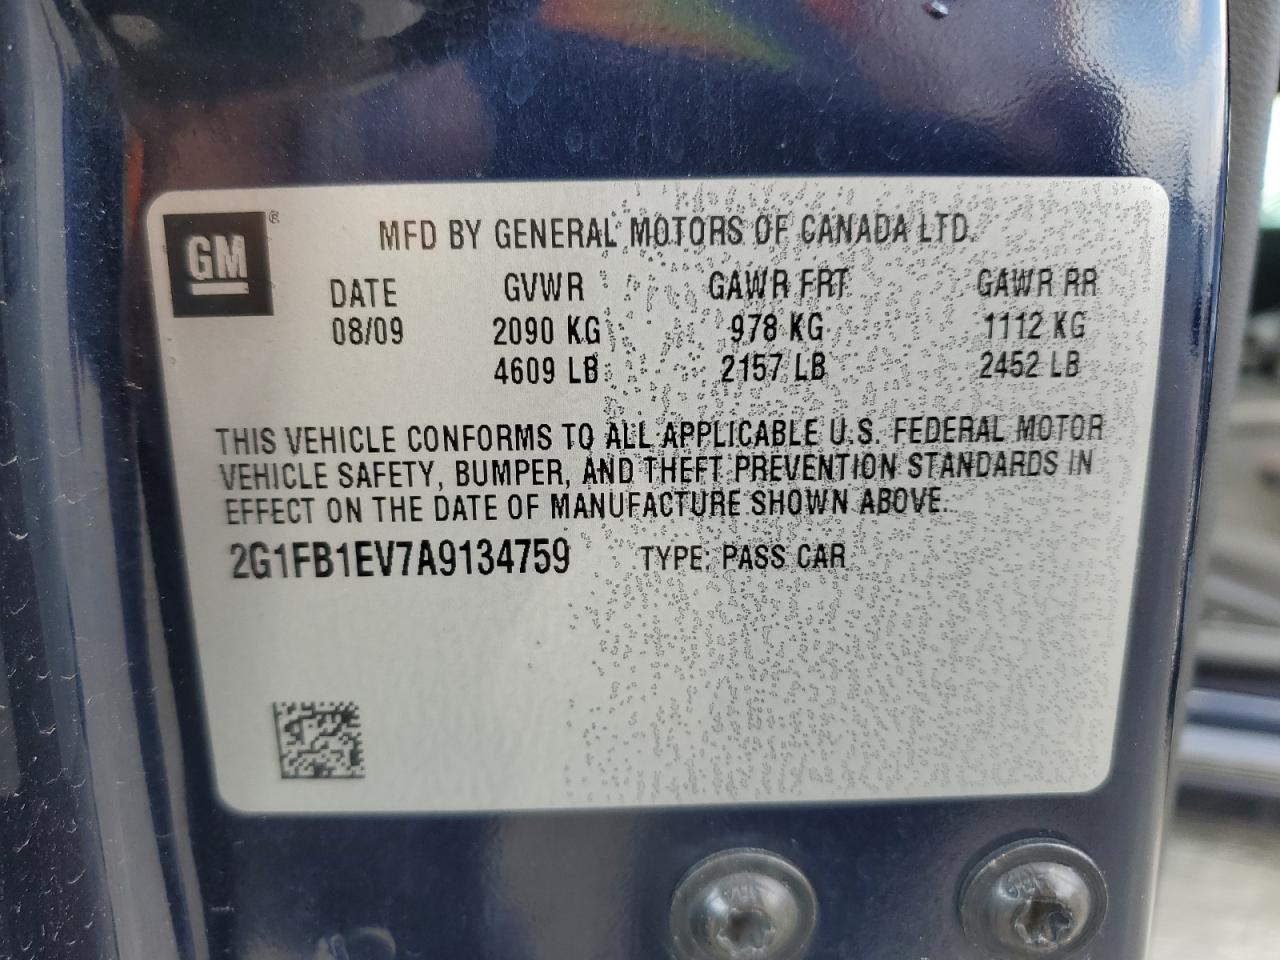 GM ®
MFD BY GENERAL MOTORS OF CANADA LTD.
DATE GVWR GAWR FRT GAWR RR
08/09 2090 KG 978 KG 1112 KG
4609 LB 2157 LB 2452 LB
THIS VEHICLE CONFORMS TO ALL APPLICABLE U.S. FEDERAL MOTOR
VEHICLE SAFETY, BUMPER, AND THEFT PREVENTION STANDARDS IN
EFFECT ON THE DATE OF MANUFACTURE SHOWN ABOVE.
2G1FB1EV7A9134759 TYPE: PASS CAR